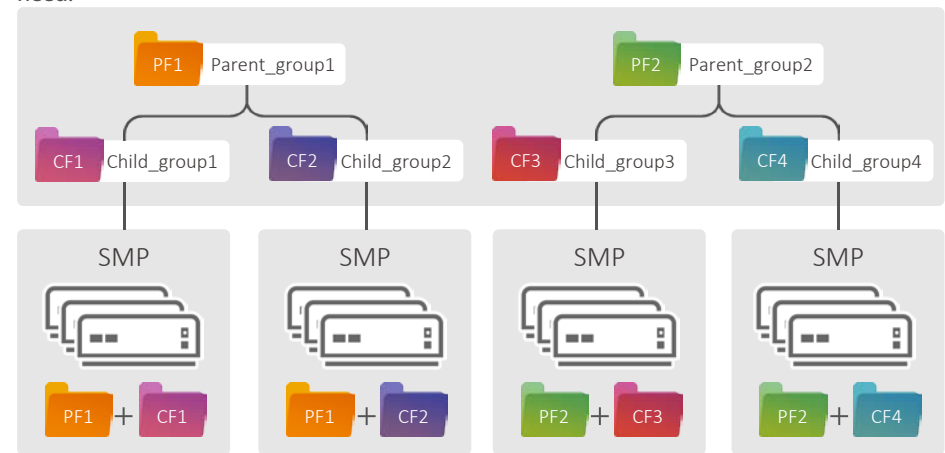 PF1 Parent_group1 PF2 Parent_group2
CF1 Child_group1 CF2 Child_group2 CF3 Child_group3 CF4 Child_group4
SMP SMP SMP SMP
PF1 + CF1 PF1 + CF2 PF2 + CF3 PF2 + CF4